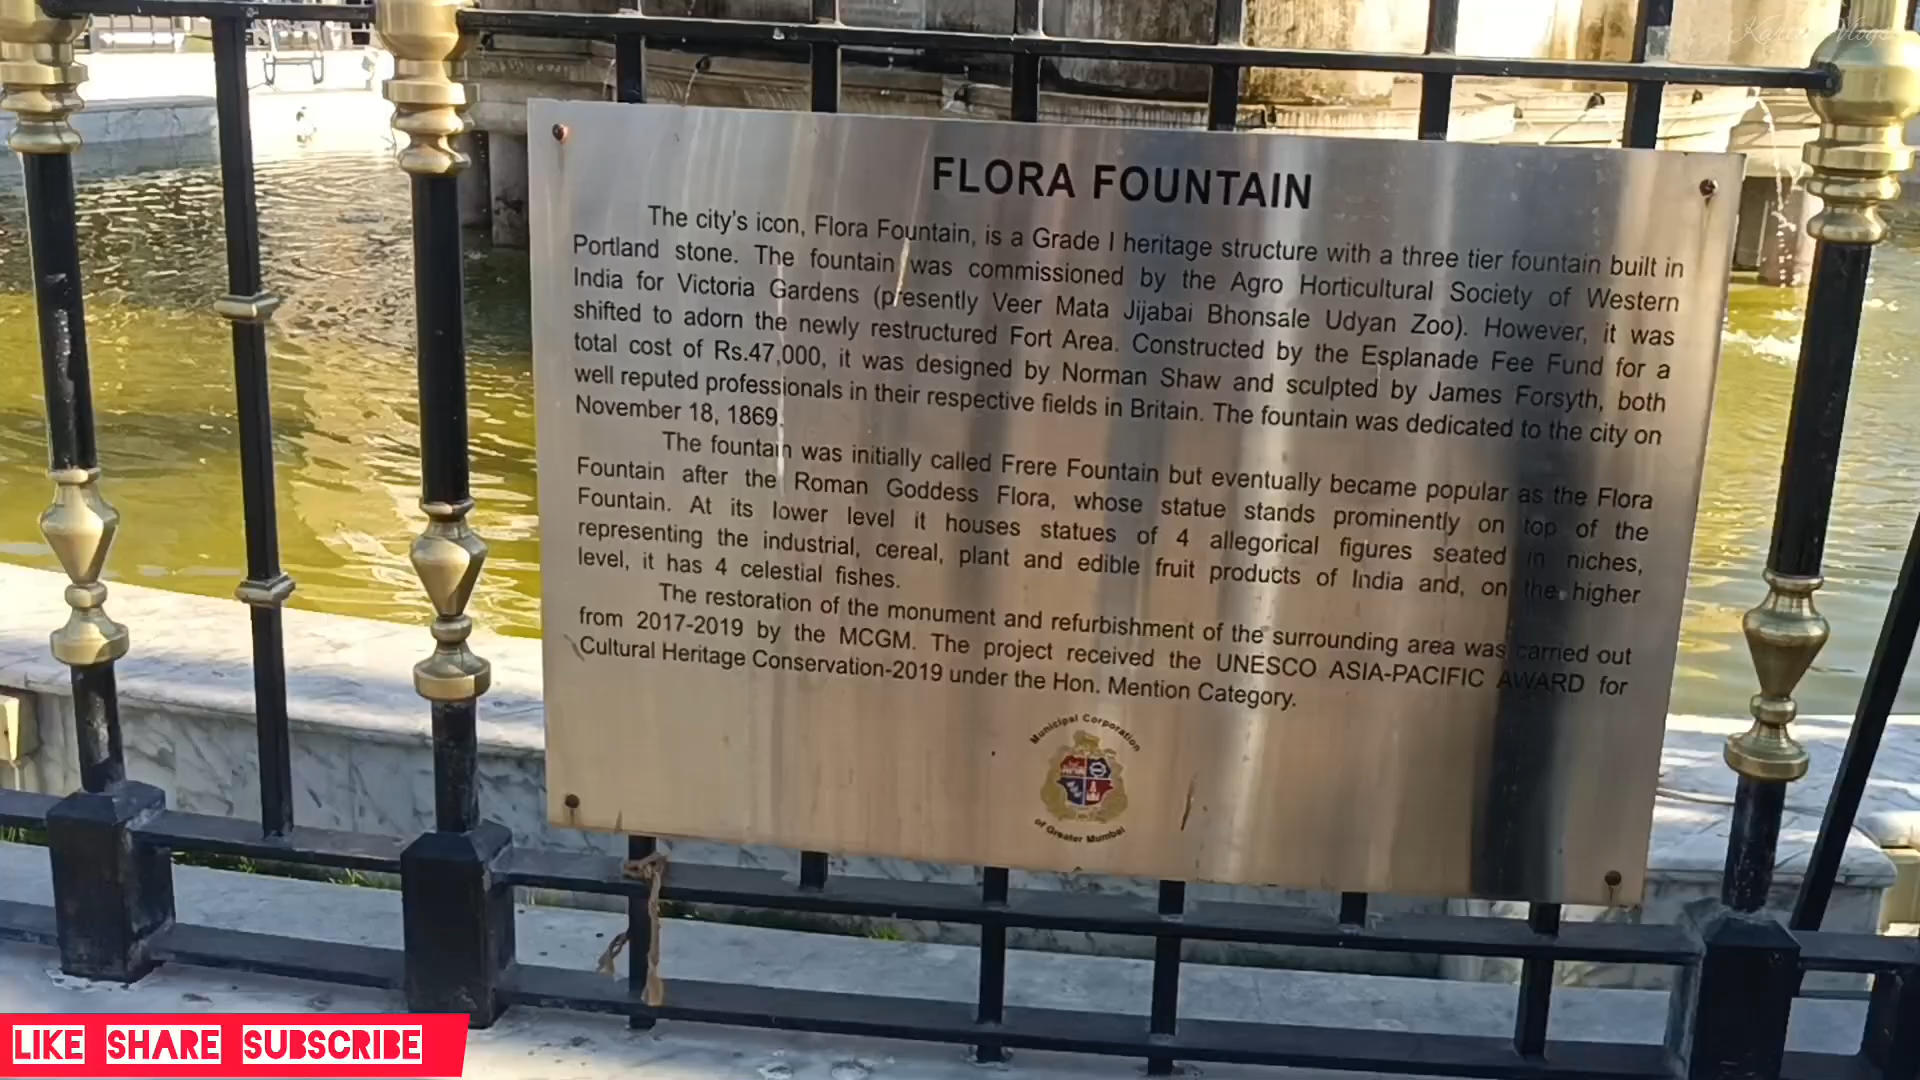 FLORA FOUNTAIN
The city's icon, Flora Fountain, is a Grade I heritage structure with a three tier fountain built in
Portland stone. The fountain was commissioned by the Agro Horticultural Society of Western
India for Victoria Gardens (presently Veer Mata Jijabai Bhonsale Udyan Zoo). However, it was
shifted to adorn the newly restructured Fort Area. Constructed by the Esplanade Fee Fund for a
total cost of Rs.47,000, it was designed by Norman Shaw and sculpted by James Forsyth, both
well reputed professionals in their respective fields in Britain. The fountain was dedicated to the city on
November 18, 1869.
The fountain was initially called Frere Fountain but eventually became popular as the Flora
Fountain after the Roman Goddess Flora, whose statue stands prominently on top of the
Fountain. At its lower level it houses statues of 4 allegorical figures seated in niches,
representing the industrial, cereal, plant and edible fruit products of India and, on the higher
level, it has 4 celestial fishes.
The restoration of the monument and refurbishment of the surrounding area was carried out
from 2017-2019 by the MCGM. The project received the UNESCO ASIA-PACIFIC AWARD for
Cultural Heritage Conservation-2019 under the Hon. Mention Category.
Municipal Corporation
of Greater Mumbai
LIKE SHARE SUBSCRIBE
Vlogs